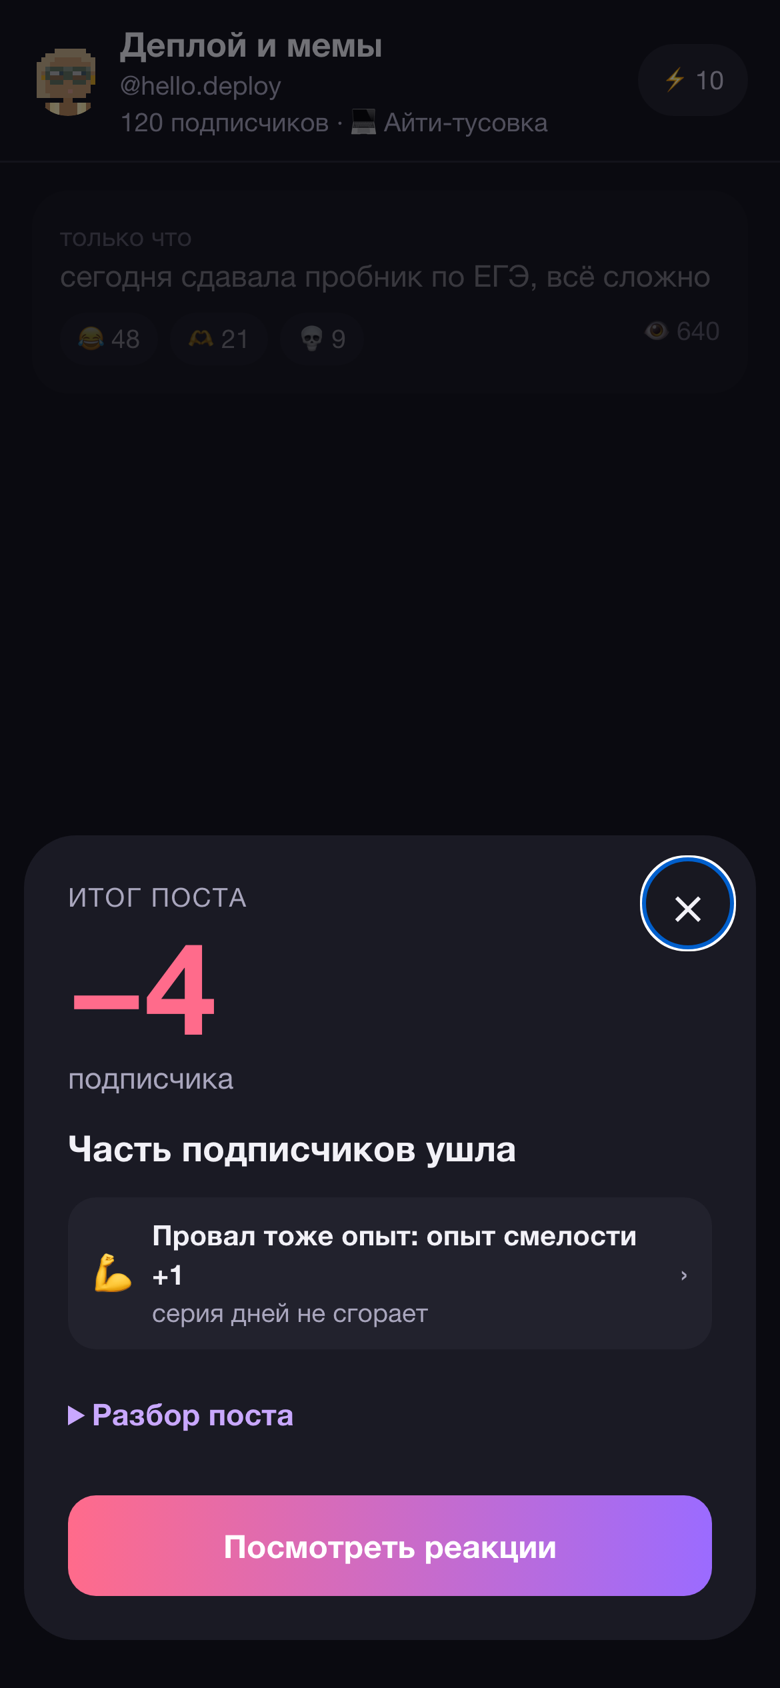 Деплой и мемы
@hello.deploy
120 подписчиков · 💻 Айти-тусовка
⚡ 10
только что
сегодня сдавала пробник по ЕГЭ, всё сложно
😂 48 🫶 21 💀 9 👁 640
ИТОГ ПОСТА
×
−4
подписчика
Часть подписчиков ушла
💪 Провал тоже опыт: опыт смелости
+1
серия дней не сгорает
›
▶ Разбор поста
Посмотреть реакции